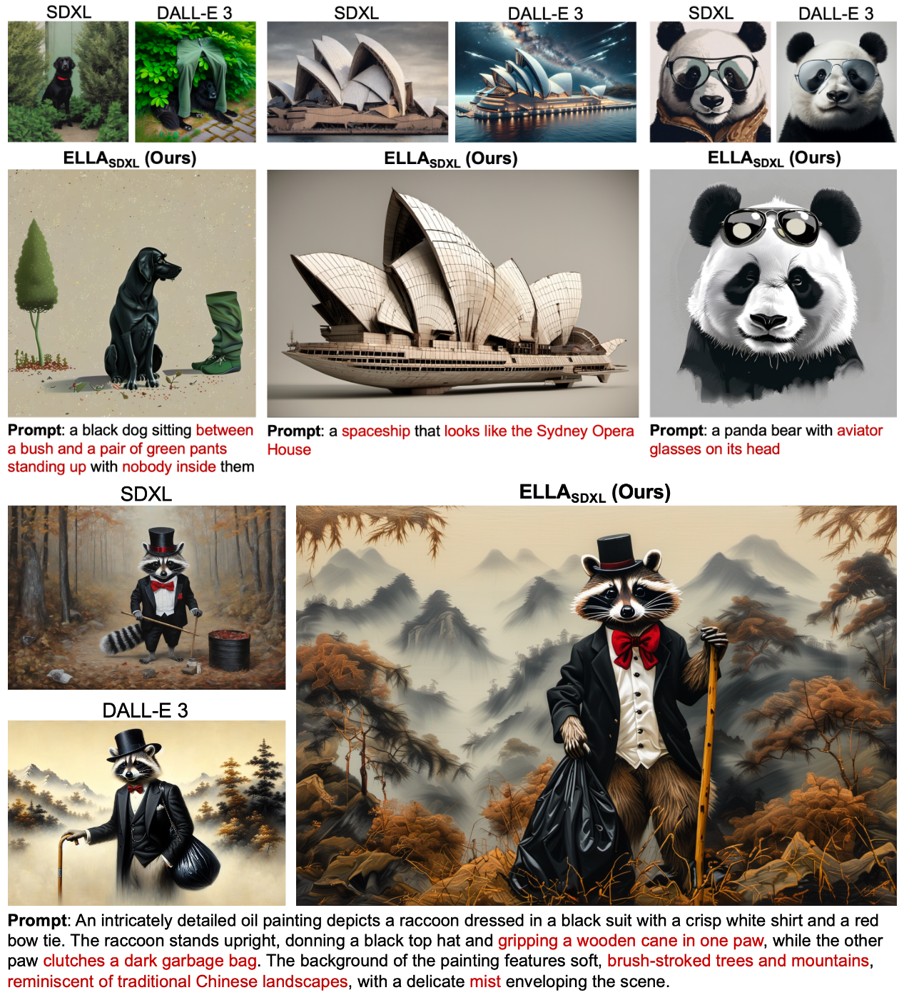 SDXL
DALL-E 3
SDXL
DALL-E 3
SDXL
DALL-E 3
ELLASDXL (Ours)
ELLASDXL (Ours)
ELLASDXL (Ours)
Prompt: a black dog sitting between
a bush and a pair of green pants
standing up with nobody inside them
Prompt: a spaceship that looks like the Sydney Opera
House
Prompt: a panda bear with aviator
glasses on its head
SDXL
ELLASDXL (Ours)
DALL-E 3
Prompt: An intricately detailed oil painting depicts a raccoon dressed in a black suit with a crisp white shirt and a red
bow tie. The raccoon stands upright, donning a black top hat and gripping a wooden cane in one paw, while the other
paw clutches a dark garbage bag. The background of the painting features soft, brush-stroked trees and mountains,
reminiscent of traditional Chinese landscapes, with a delicate mist enveloping the scene.